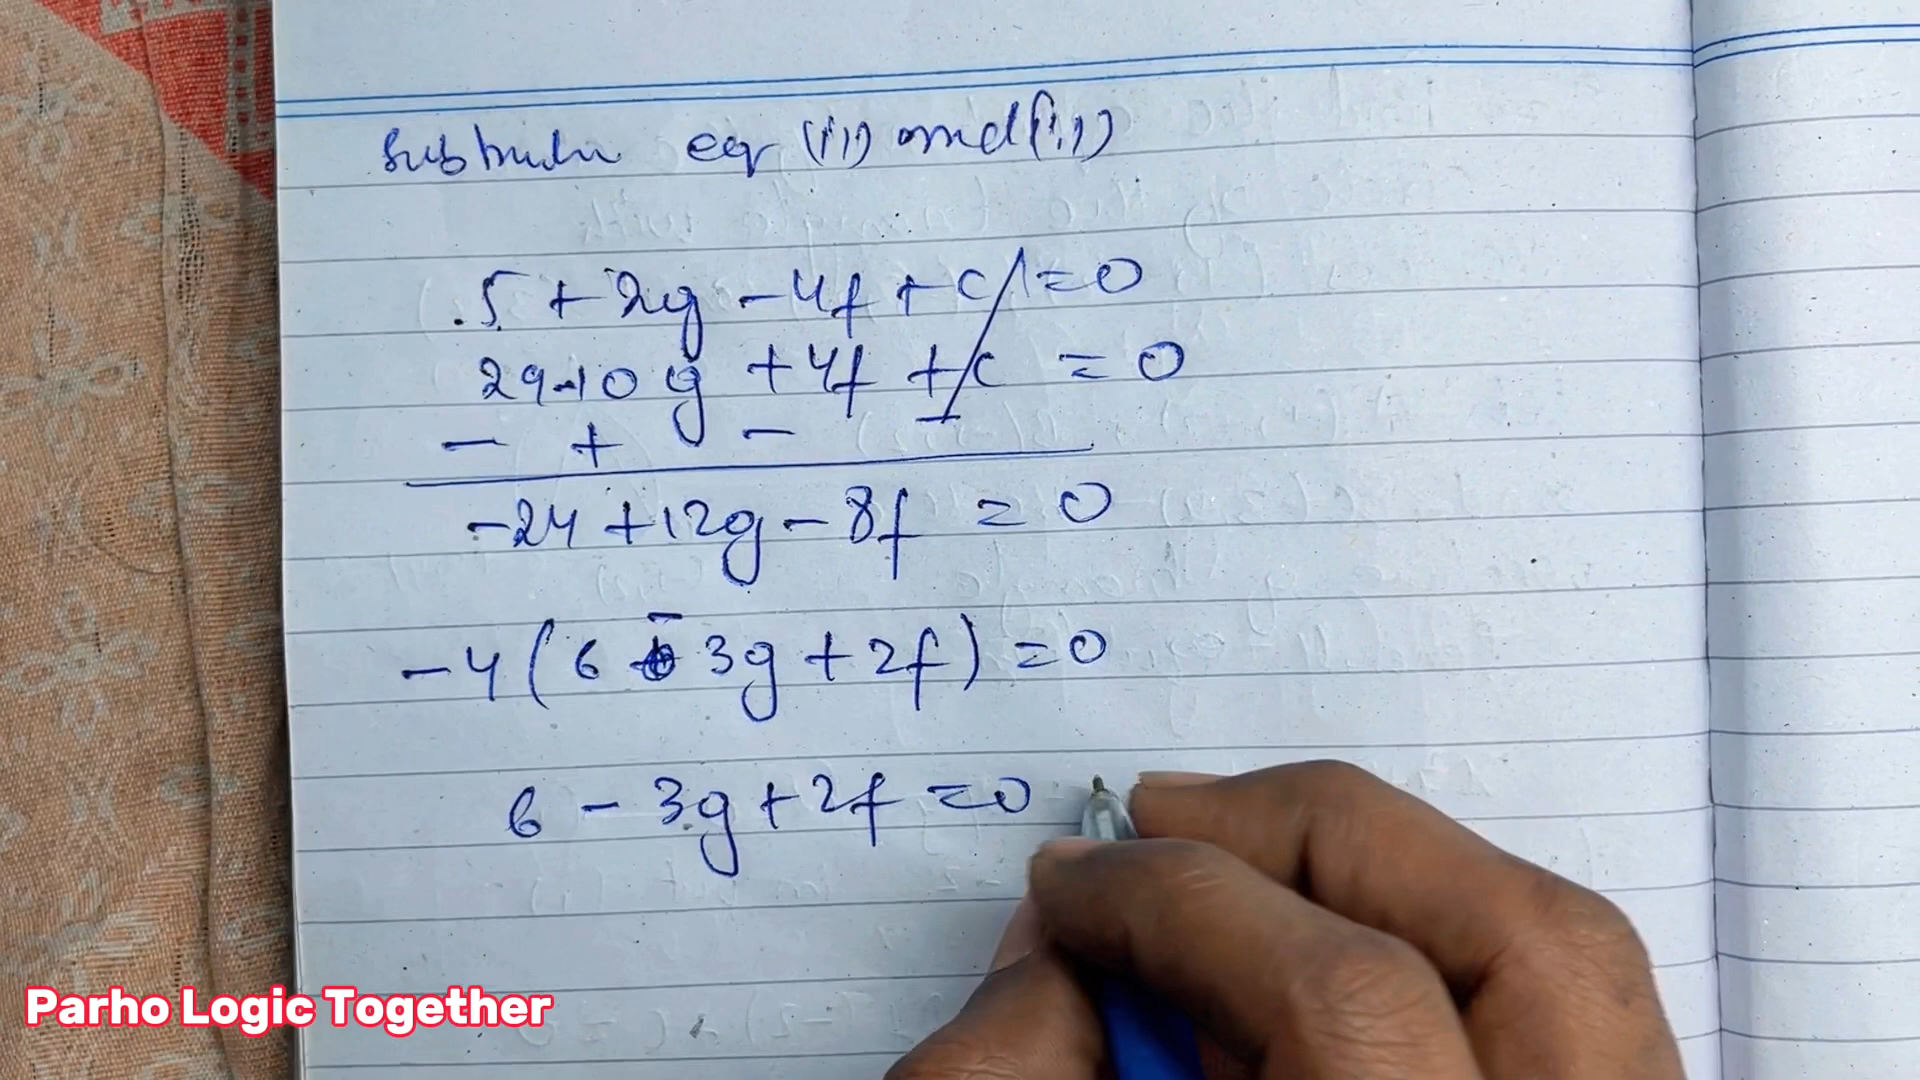 eq (ii) and (iii)
5 + 2g - 4f + c = 0
29 - 10g + 4f + c = 0
- + - -
-24 + 12g - 8f = 0
-4(6 - 3g + 2f) = 0
6 - 3g + 2f = 0
Parho Logic Together